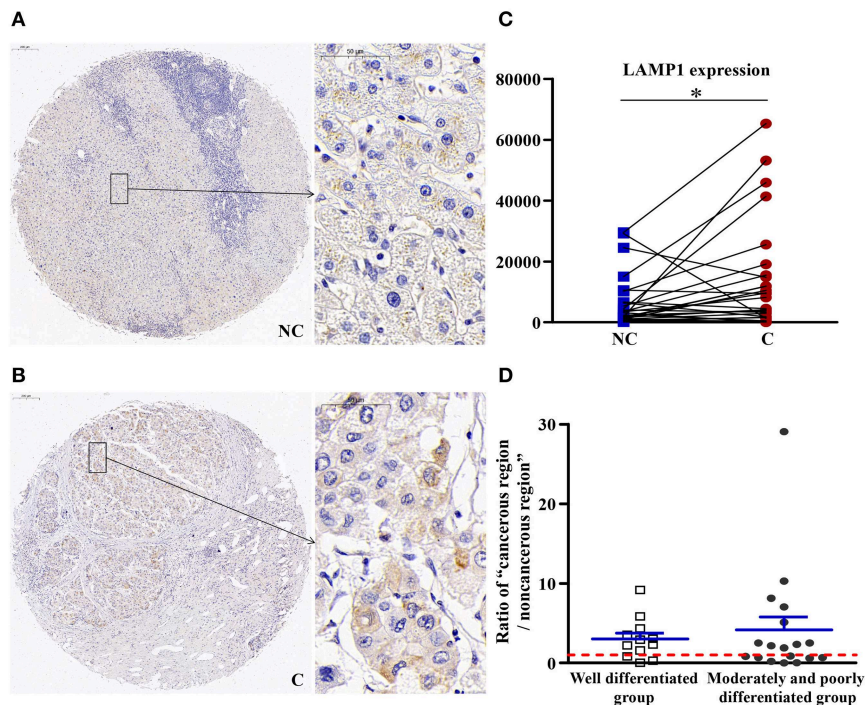 A
NC
50 µm
B
C
C
LAMP1 expression
*
80000
60000
40000
20000
0
NC
C
D
Ratio of “cancerous region
/ noncancerous region”
30
20
10
0
Well differentiated
group
Moderately and poorly
differentiated group